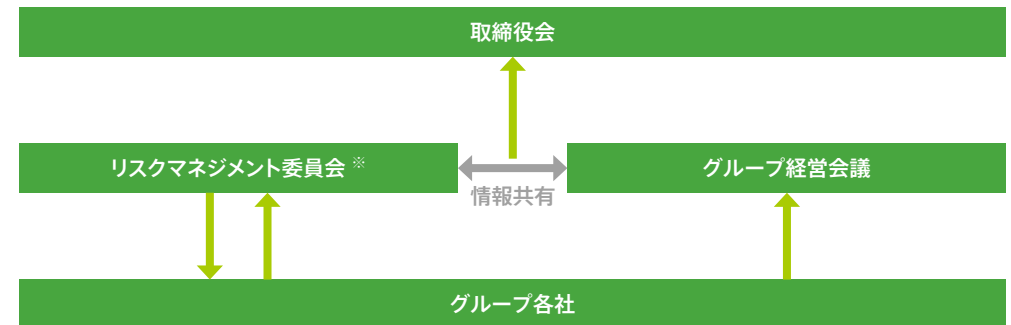 取締役会
リスクマネジメント委員会 ※
グループ経営会議
情報共有
グループ各社